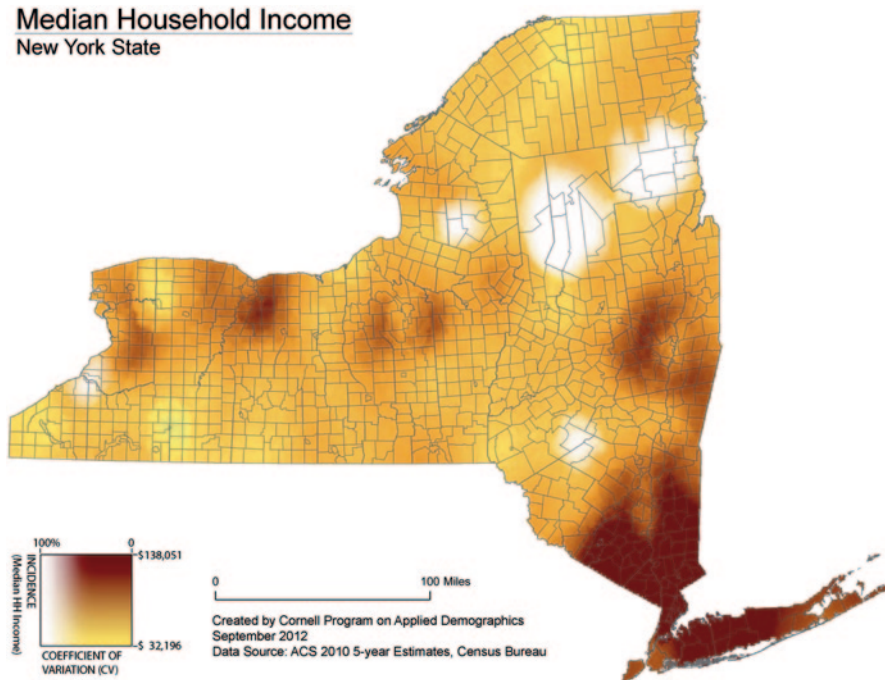 Median Household Income
New York State
100%
0
$138,051
INCIDENCE
(Median HH Income)
$ 32,196
COEFFICIENT OF
VARIATION (CV)
0
100 Miles
Created by Cornell Program on Applied Demographics
September 2012
Data Source: ACS 2010 5-year Estimates, Census Bureau